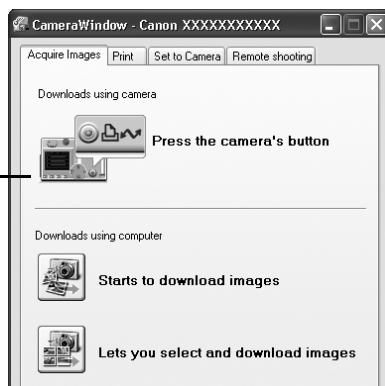 CameraWindow - Canon XXXXXXXXXXX
Acquire Images Print Set to Camera Remote shooting
Downloads using camera
Press the camera's button
Downloads using computer
Starts to download images
Lets you select and download images